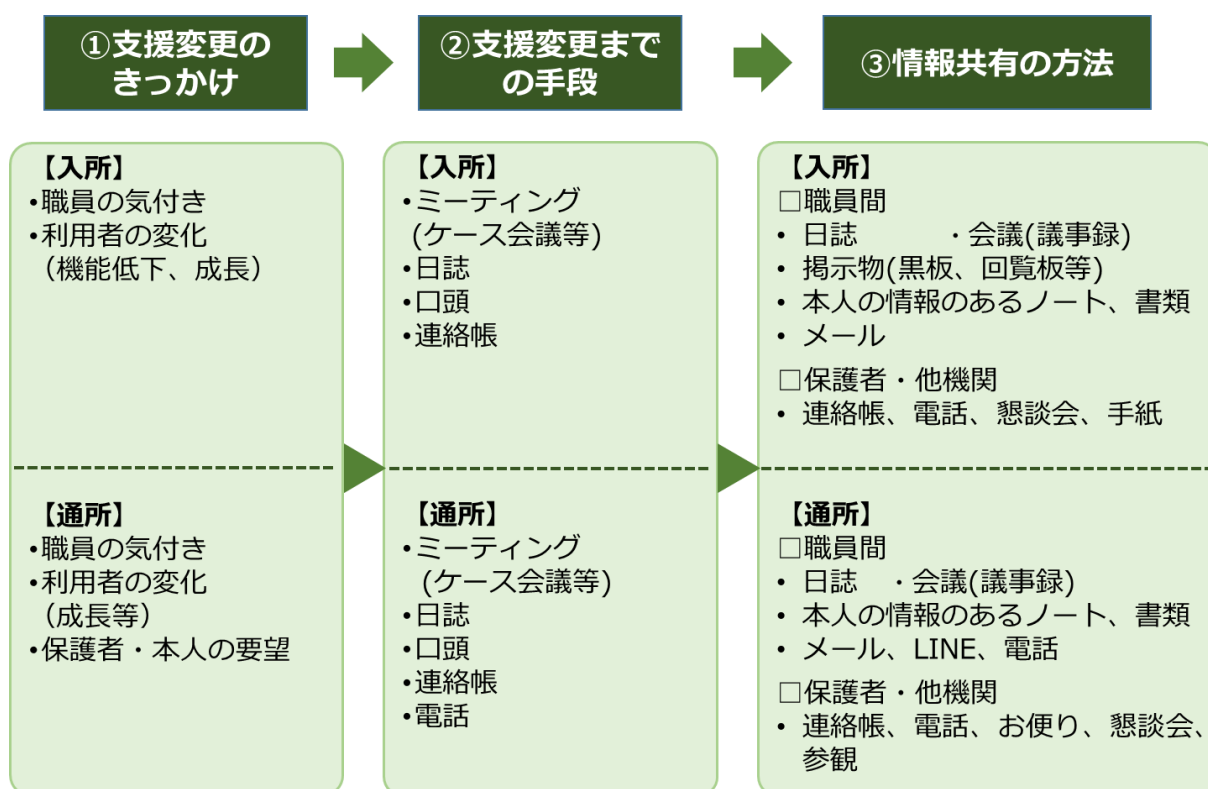 ①支援変更の
きっかけ
②支援変更まで
の手段
③情報共有の方法
【入所】
•職員の気付き
•利用者の変化
（機能低下、成長）
【通所】
•職員の気付き
•利用者の変化
（成長等）
•保護者・本人の要望
【入所】
•ミーティング
(ケース会議等)
•日誌
•口頭
•連絡帳
【通所】
•ミーティング
(ケース会議等)
•日誌
•口頭
•連絡帳
•電話
【入所】
□職員間
• 日誌　　　・会議(議事録)
• 掲示物(黒板、回覧板等)
• 本人の情報のあるノート、書類
• メール
□保護者・他機関
• 連絡帳、電話、懇談会、手紙
【通所】
□職員間
• 日誌　・会議(議事録)
• 本人の情報のあるノート、書類
• メール、LINE、電話
□保護者・他機関
• 連絡帳、電話、お便り、懇談会、
参観